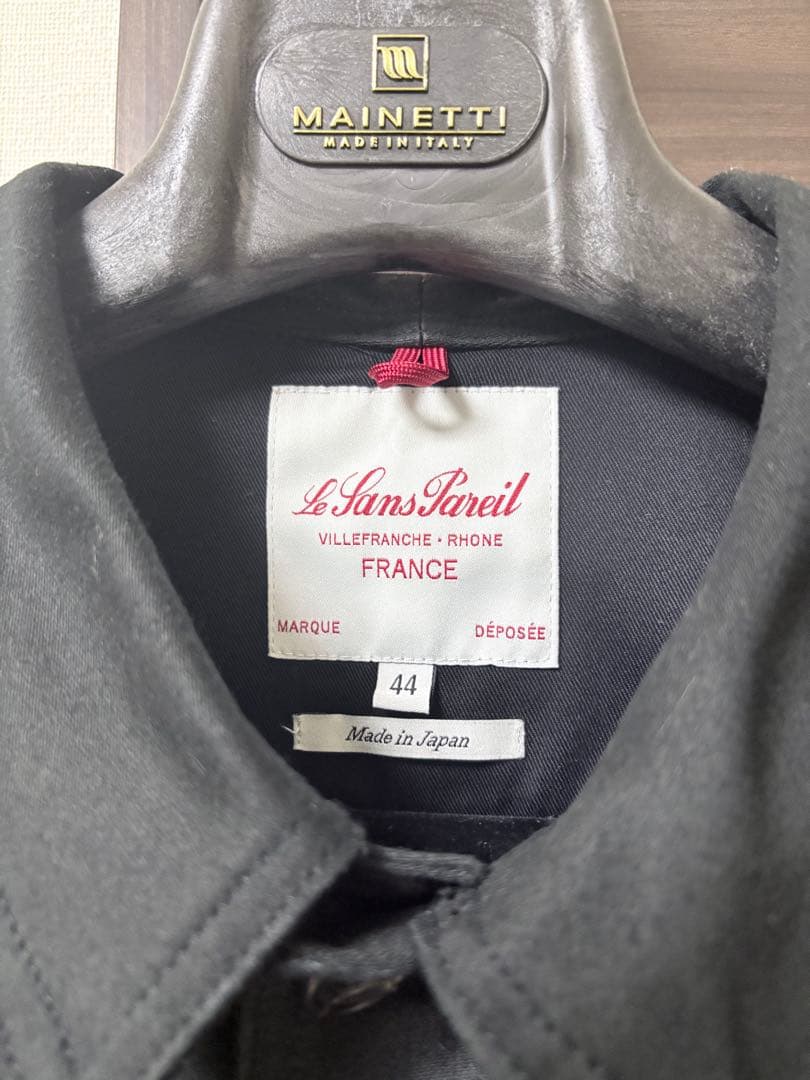 m
MAINETTI
MADE IN ITALY
Le Sans Pareil
VILLEFRANCHE · RHONE
FRANCE
MARQUE DÉPOSÉE
44
Made in Japan